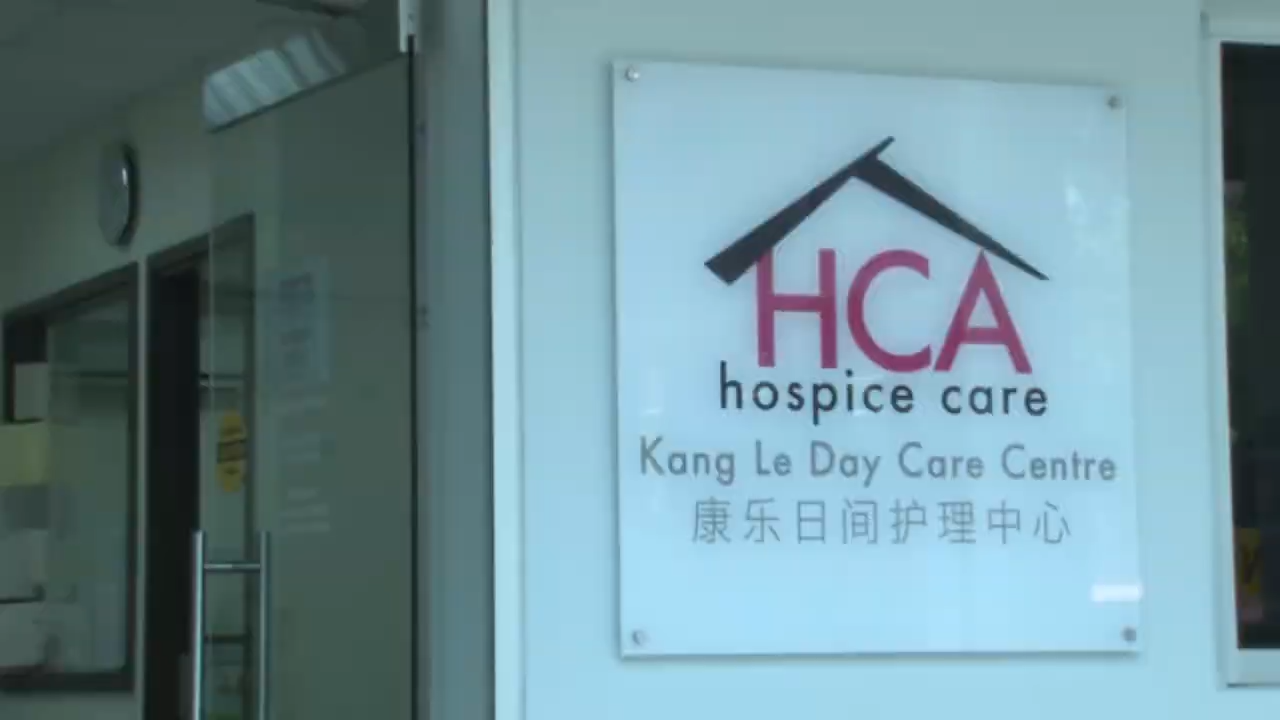 HCA
hospice care
Kang Le Day Care Centre
康乐日间护理中心